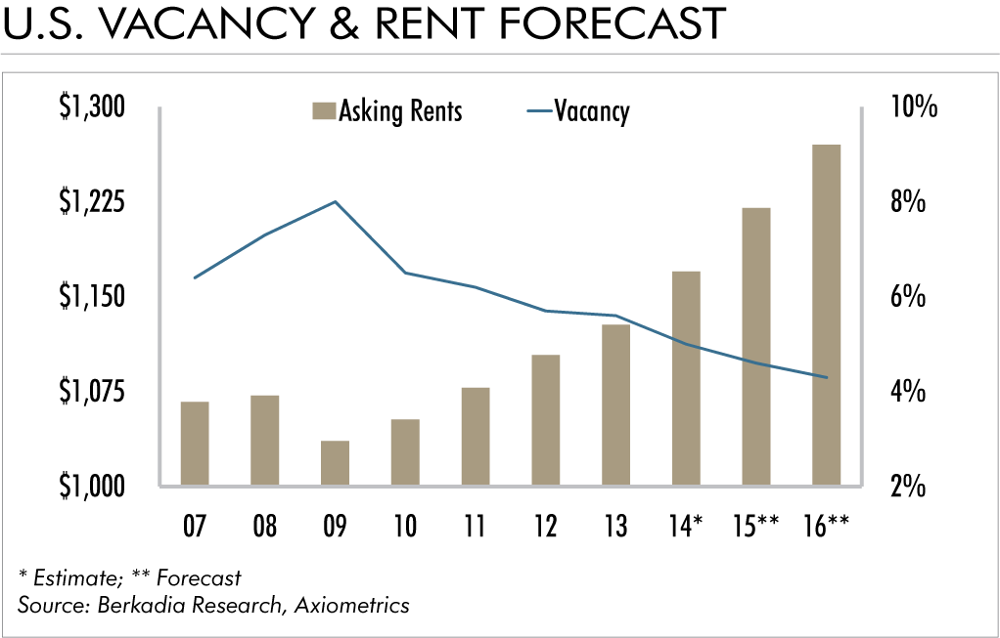 U.S. VACANCY & RENT FORECAST
Asking Rents Vacancy
$1,300 10%
$1,225 8%
$1,150 6%
$1,075 4%
$1,000 2%
07 08 09 10 11 12 13 14* 15** 16**
* Estimate; ** Forecast
Source: Berkadia Research, Axiometrics